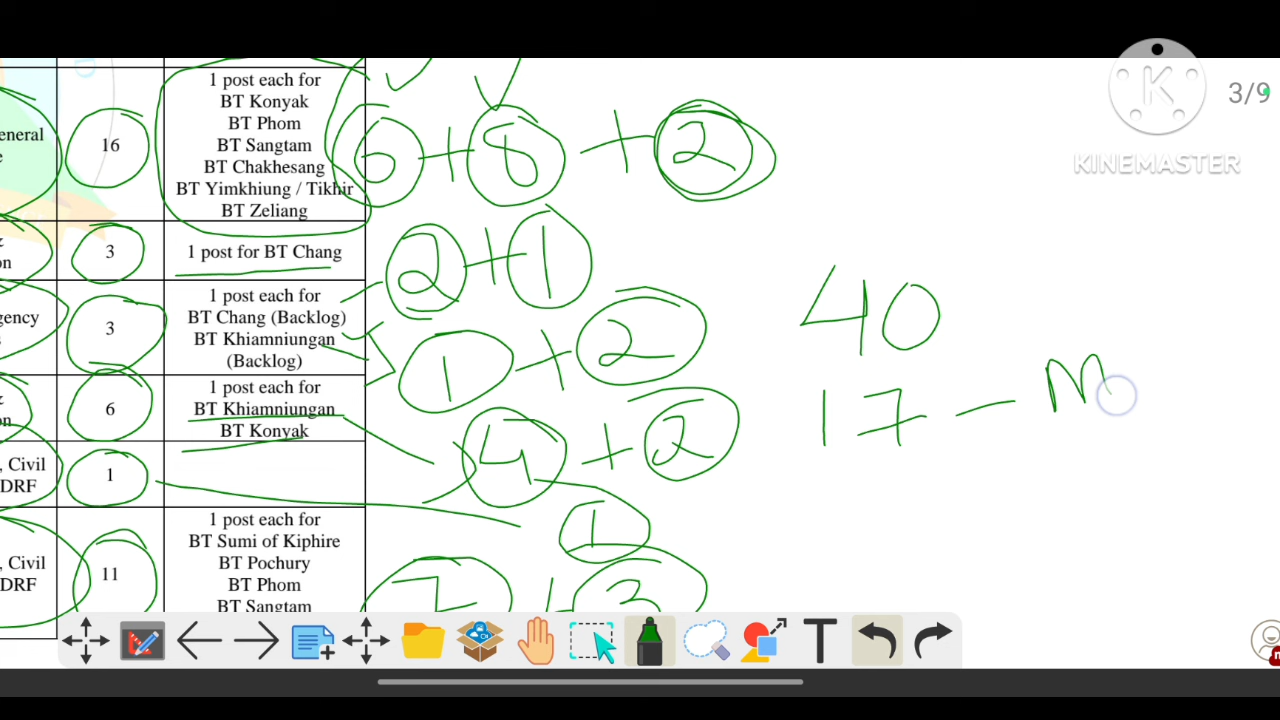 3/9
KINEMASTER
eneral
e
16
1 post each for
BT Konyak
BT Phom
BT Sangtam
BT Chakhesang
BT Yimkhiung / Tikhir
BT Zeliang
6+8+2
&
on
3
1 post for BT Chang
2+1
gency
s
3
1 post each for
BT Chang (Backlog)
BT Khiamniungan
(Backlog)
1+2
40
&
on
6
1 post each for
BT Khiamniungan
BT Konyak
4+2
17 - M
, Civil
DRF
1
1
, Civil
DRF
11
1 post each for
BT Sumi of Kiphire
BT Pochury
BT Phom
BT Sangtam
7+3
T